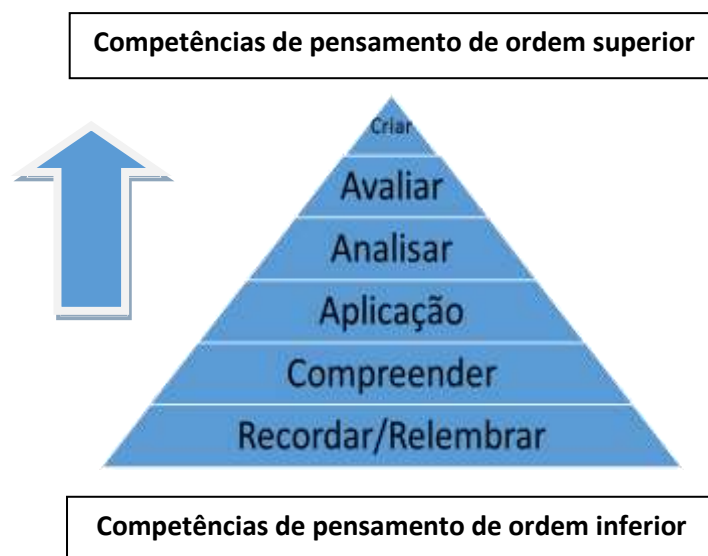 Competências de pensamento de ordem superior
Criar
Avaliar
Analisar
Aplicação
Compreender
Recordar/Relembrar
Competências de pensamento de ordem inferior